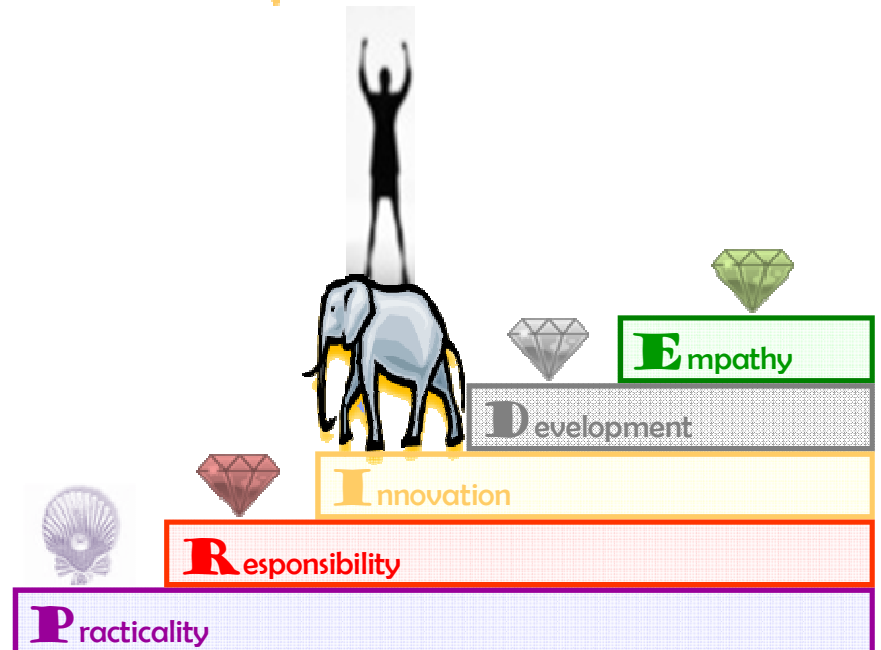 Empathy
Development
Innovation
Responsibility
Practicality